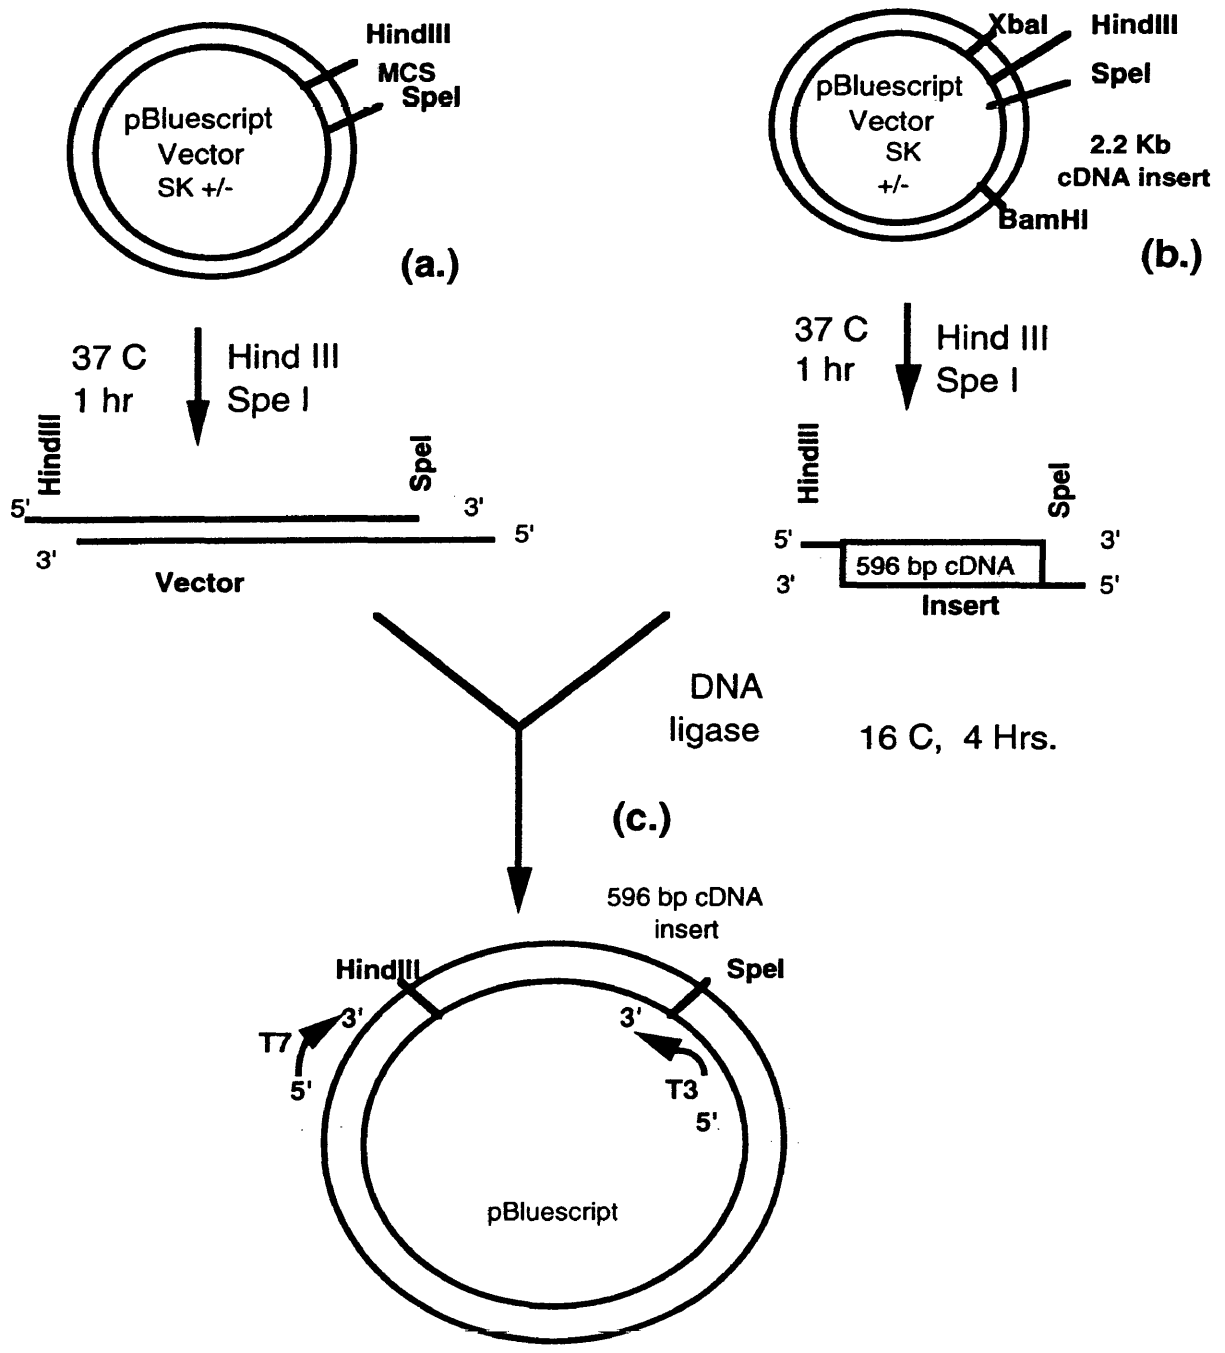 HindIII
MCS
SpeI
pBluescript
Vector
SK +/-
(a.)
XbaI
HindIII
SpeI
pBluescript
Vector
SK
+/-
2.2 Kb
cDNA insert
BamHI
(b.)
37 C
1 hr
Hind III
Spe I
37 C
1 hr
Hind III
Spe I
HindIII
SpeI
5'
3'
3'
5'
Vector
HindIII
SpeI
5'
3'
3'
5'
596 bp cDNA
Insert
DNA
ligase
16 C, 4 Hrs.
(c.)
596 bp cDNA
insert
HindIII
SpeI
3'
T7
5'
3'
T3
5'
pBluescript